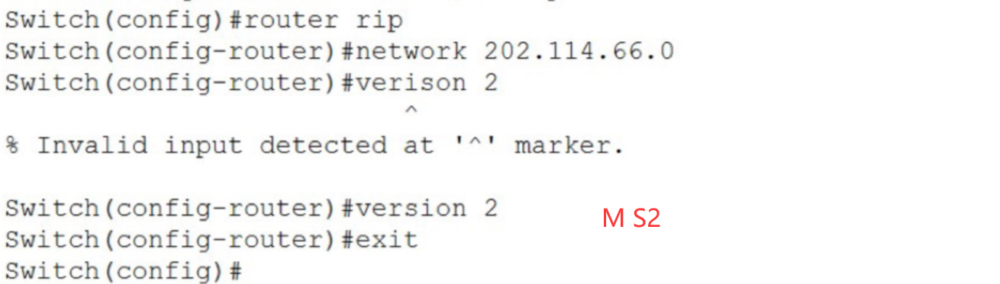 Switch(config)#router rip
Switch(config-router)#network 202.114.66.0
Switch(config-router)#verison 2
^
% Invalid input detected at '^' marker.
Switch(config-router)#version 2
M S2
Switch(config-router)#exit
Switch(config)#